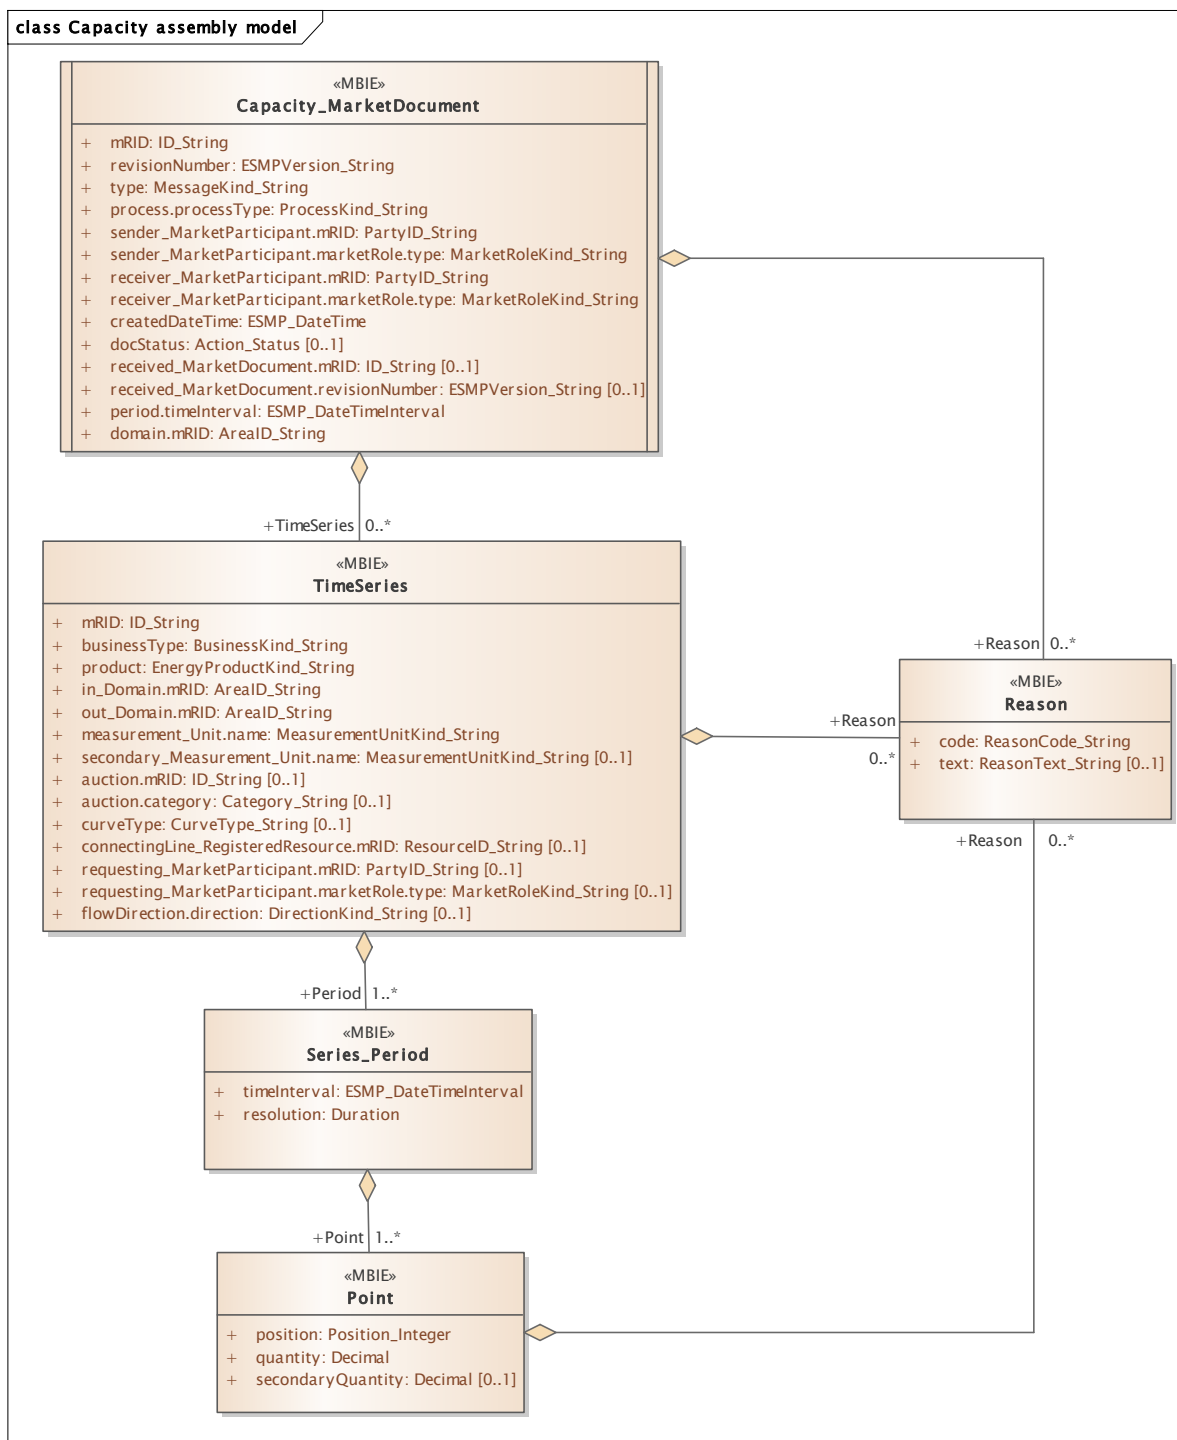 class Capacity assembly model
«MBIE»
Capacity_MarketDocument
+ mRID: ID_String
+ revisionNumber: ESMPVersion_String
+ type: MessageKind_String
+ process.processType: ProcessKind_String
+ sender_MarketParticipant.mRID: PartyID_String
+ sender_MarketParticipant.marketRole.type: MarketRoleKind_String
+ receiver_MarketParticipant.mRID: PartyID_String
+ receiver_MarketParticipant.marketRole.type: MarketRoleKind_String
+ createdDateTime: ESMP_DateTime
+ docStatus: Action_Status [0..1]
+ received_MarketDocument.mRID: ID_String [0..1]
+ received_MarketDocument.revisionNumber: ESMPVersion_String [0..1]
+ period.timeInterval: ESMP_DateTimeInterval
+ domain.mRID: AreaID_String
+TimeSeries 0..*
«MBIE»
TimeSeries
+ mRID: ID_String
+ businessType: BusinessKind_String
+ product: EnergyProductKind_String
+ in_Domain.mRID: AreaID_String
+ out_Domain.mRID: AreaID_String
+ measurement_Unit.name: MeasurementUnitKind_String
+ secondary_Measurement_Unit.name: MeasurementUnitKind_String [0..1]
+ auction.mRID: ID_String [0..1]
+ auction.category: Category_String [0..1]
+ curveType: CurveType_String [0..1]
+ connectingLine_RegisteredResource.mRID: ResourceID_String [0..1]
+ requesting_MarketParticipant.mRID: PartyID_String [0..1]
+ requesting_MarketParticipant.marketRole.type: MarketRoleKind_String [0..1]
+ flowDirection.direction: DirectionKind_String [0..1]
+Reason 0..*
+Reason
0..*
«MBIE»
Reason
+ code: ReasonCode_String
+ text: ReasonText_String [0..1]
+Reason 0..*
+Period 1..*
«MBIE»
Series_Period
+ timeInterval: ESMP_DateTimeInterval
+ resolution: Duration
+Point 1..*
«MBIE»
Point
+ position: Position_Integer
+ quantity: Decimal
+ secondaryQuantity: Decimal [0..1]